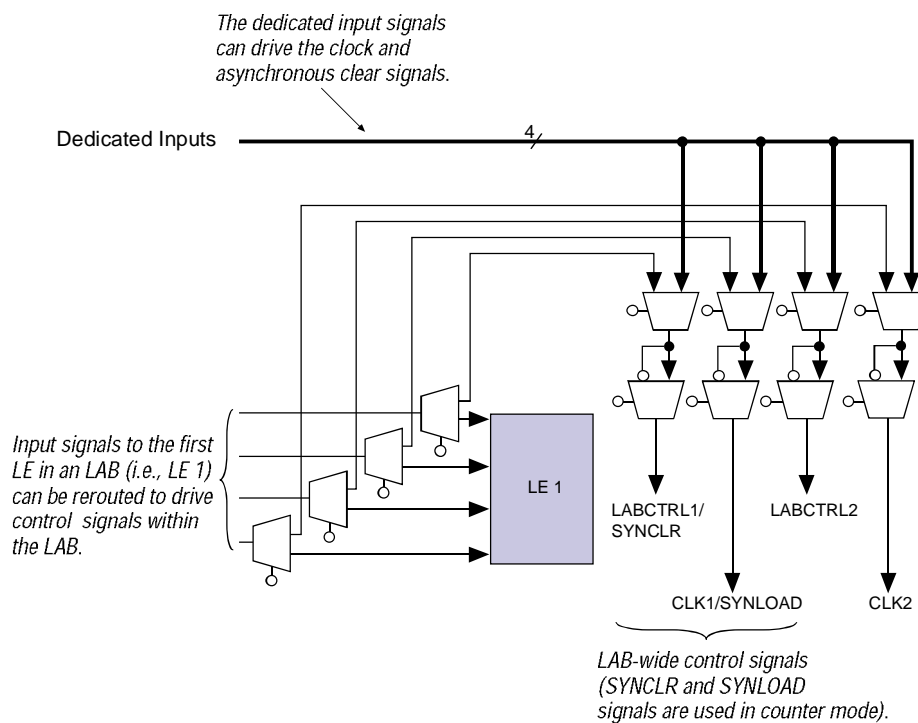 The dedicated input signals
can drive the clock and
asynchronous clear signals.
Dedicated Inputs
4
Input signals to the first
LE in an LAB (i.e., LE 1)
can be rerouted to drive
control signals within
the LAB.
LE 1
LABCTRL1/
SYNCLR
LABCTRL2
CLK1/SYNLOAD
CLK2
LAB-wide control signals
(SYNCLR and SYNLOAD
signals are used in counter mode).